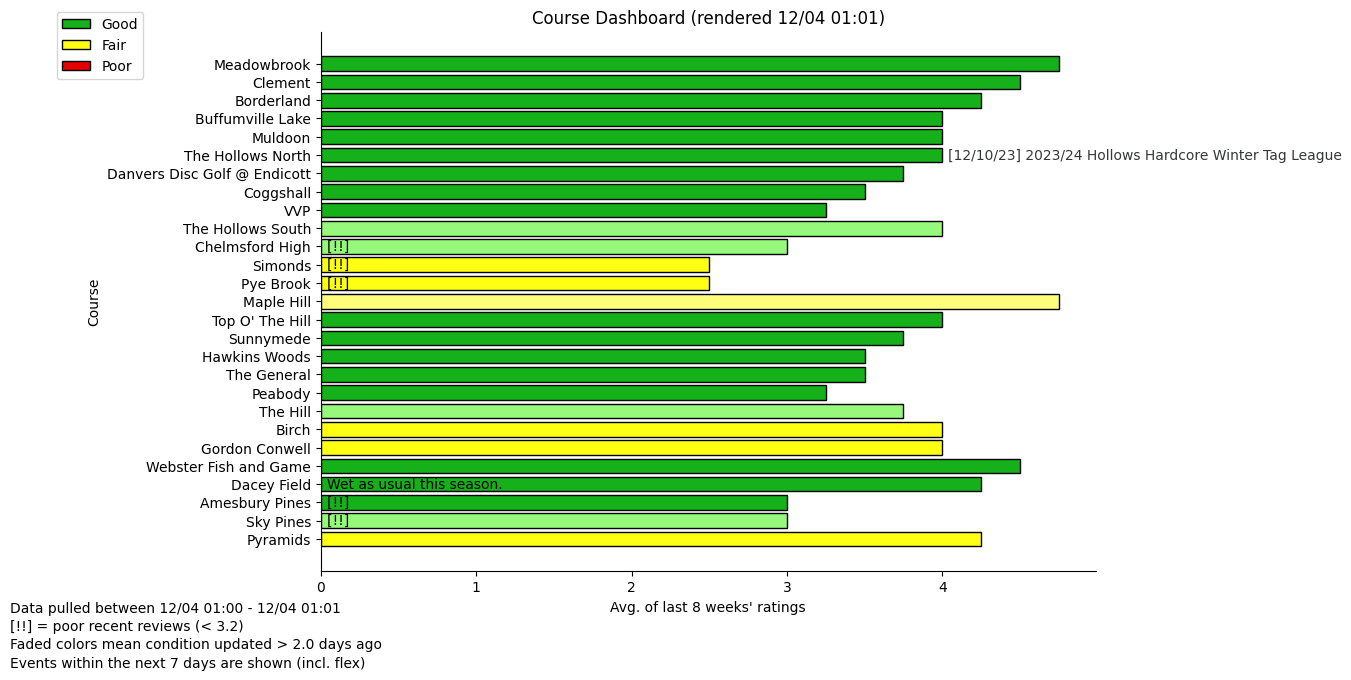 Course Dashboard (rendered 12/04 01:01)
Good
Fair
Poor
Course
Meadowbrook
Clement
Borderland
Buffumville Lake
Muldoon
The Hollows North [12/10/23] 2023/24 Hollows Hardcore Winter Tag League
Danvers Disc Golf @ Endicott
Coggshall
VVP
The Hollows South
Chelmsford High [!!]
Simonds [!!]
Pye Brook [!!]
Maple Hill
Top O' The Hill
Sunnymede
Hawkins Woods
The General
Peabody
The Hill
Birch
Gordon Conwell
Webster Fish and Game
Dacey Field Wet as usual this season.
Amesbury Pines [!!]
Sky Pines [!!]
Pyramids
0 1 2 3 4
Avg. of last 8 weeks' ratings
Data pulled between 12/04 01:00 - 12/04 01:01
[!!] = poor recent reviews (< 3.2)
Faded colors mean condition updated > 2.0 days ago
Events within the next 7 days are shown (incl. flex)